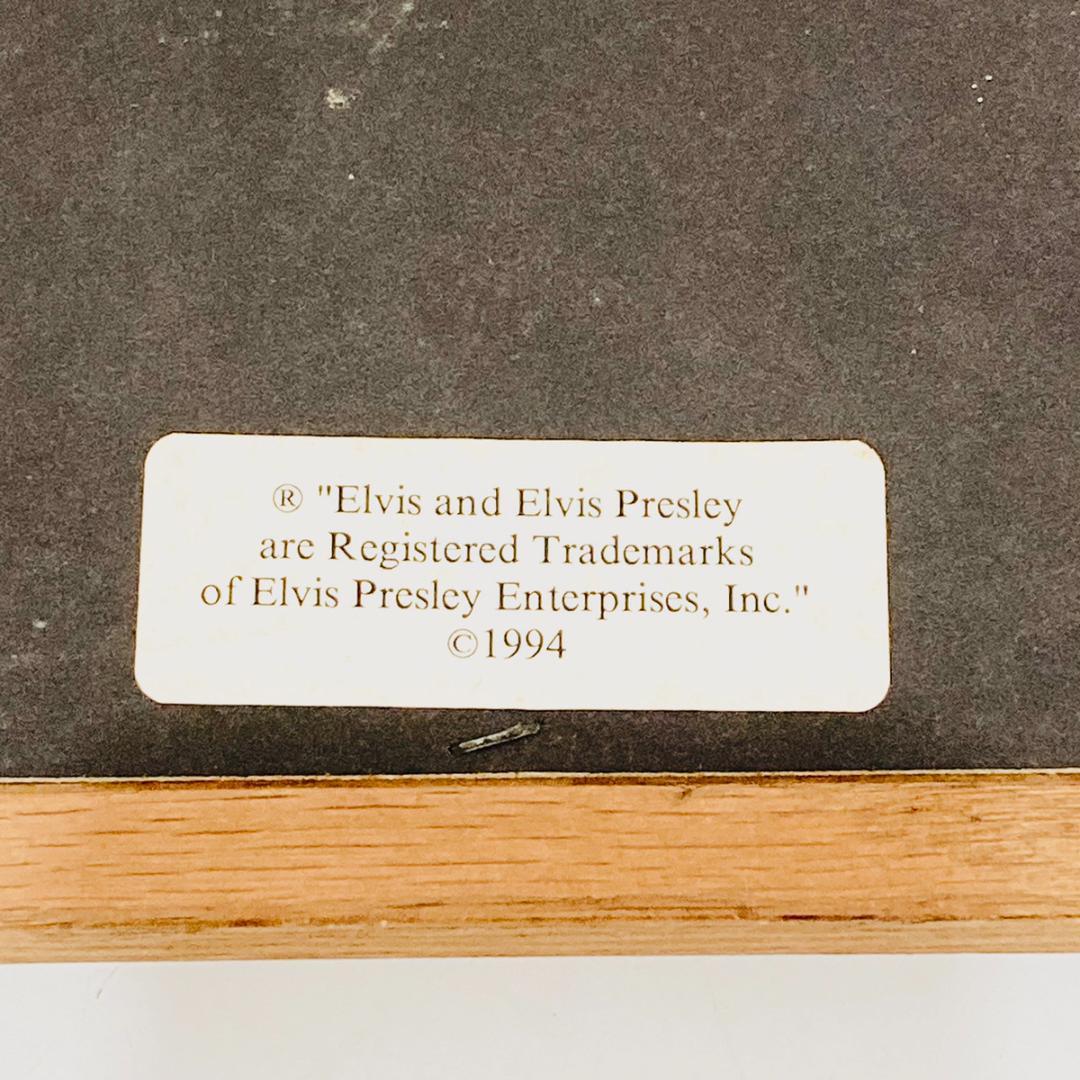 ® "Elvis and Elvis Presley
are Registered Trademarks
of Elvis Presley Enterprises, Inc."
©1994